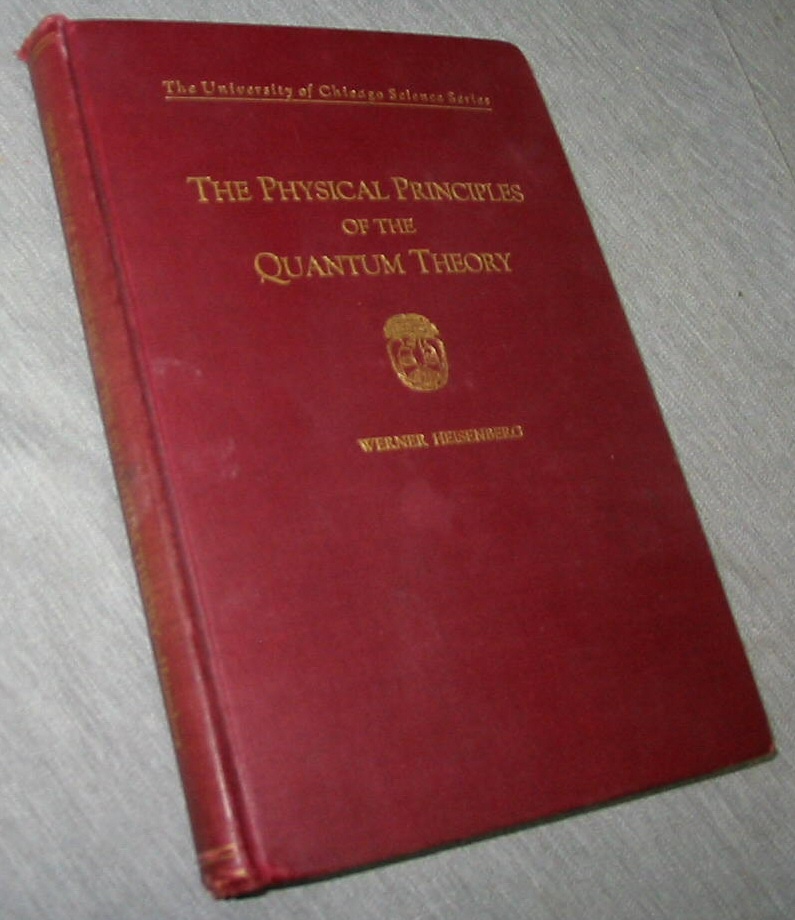 The University of Chicago Science Series
THE PHYSICAL PRINCIPLES
OF THE
QUANTUM THEORY
WERNER HEISENBERG